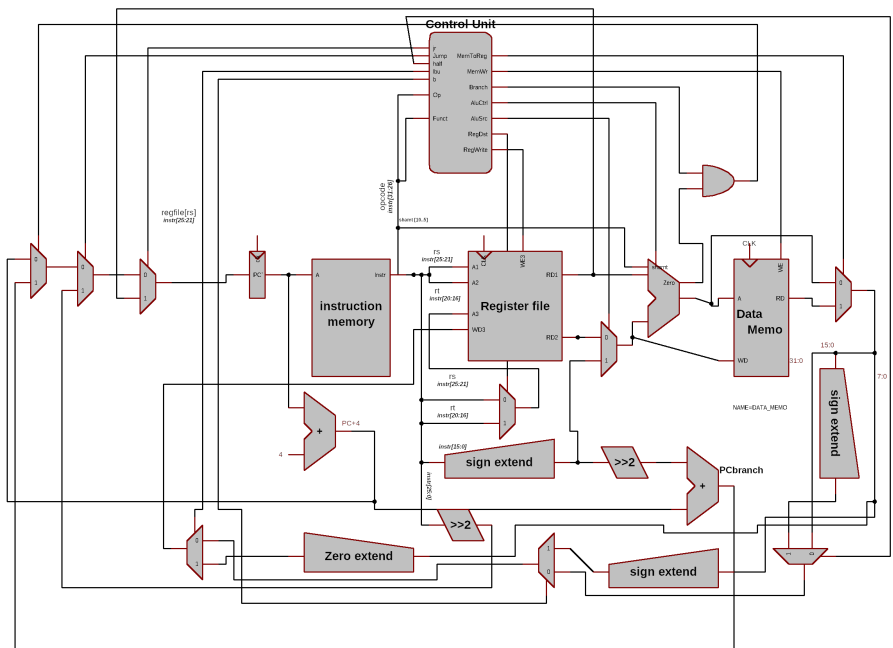 Control Unit
jr
Jump
half
lbu
b
Op
Funct
MemToReg
MemWr
Branch
AluCtrl
AluSrc
RegDst
RegWrite
opcode
instr[31:26]
shamt [10..5]
regfile[rs]
instr[25:21]
PC'
A
Instr
instruction
memory
rs
instr[25:21]
rt
instr[20:16]
CLK
WE3
A1
A2
A3
WD3
RD1
RD2
Register file
shamt
Zero
CLK
WE
A
RD
WD
Data
Memo
31:0
NAME=DATA_MEMO
15:0
7:0
sign extend
0
1
0
1
0
1
0
1
0
1
rs
instr[25:21]
rt
instr[20:16]
0
1
+
PC+4
4
instr[15:0]
sign extend
>>2
+
PCbranch
instr[25:0]
>>2
0
1
Zero extend
1
0
sign extend
1
0